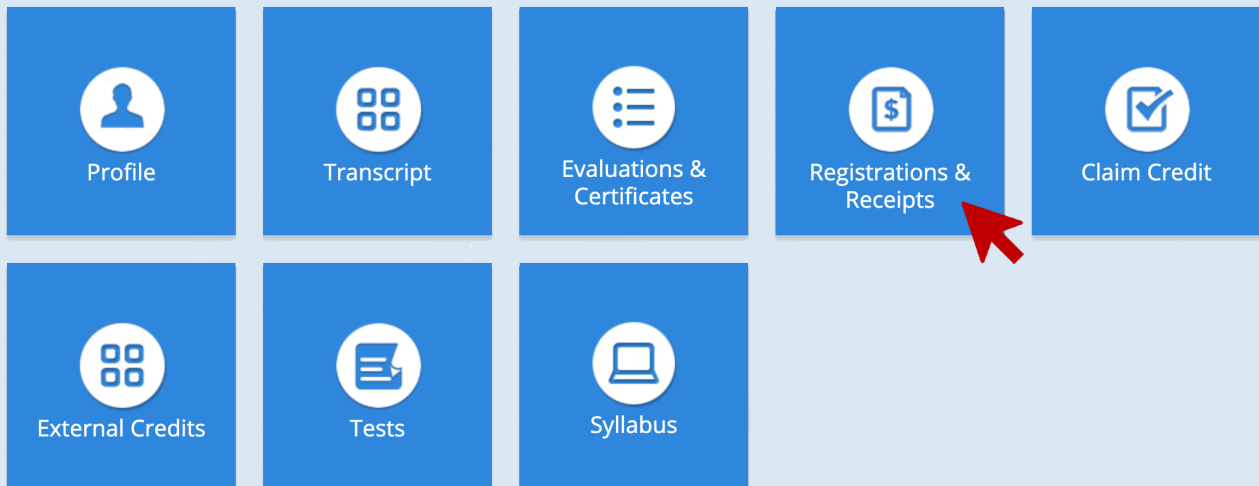 Profile
Transcript
Evaluations &
Certificates
Registrations &
Receipts
Claim Credit
External Credits
Tests
Syllabus